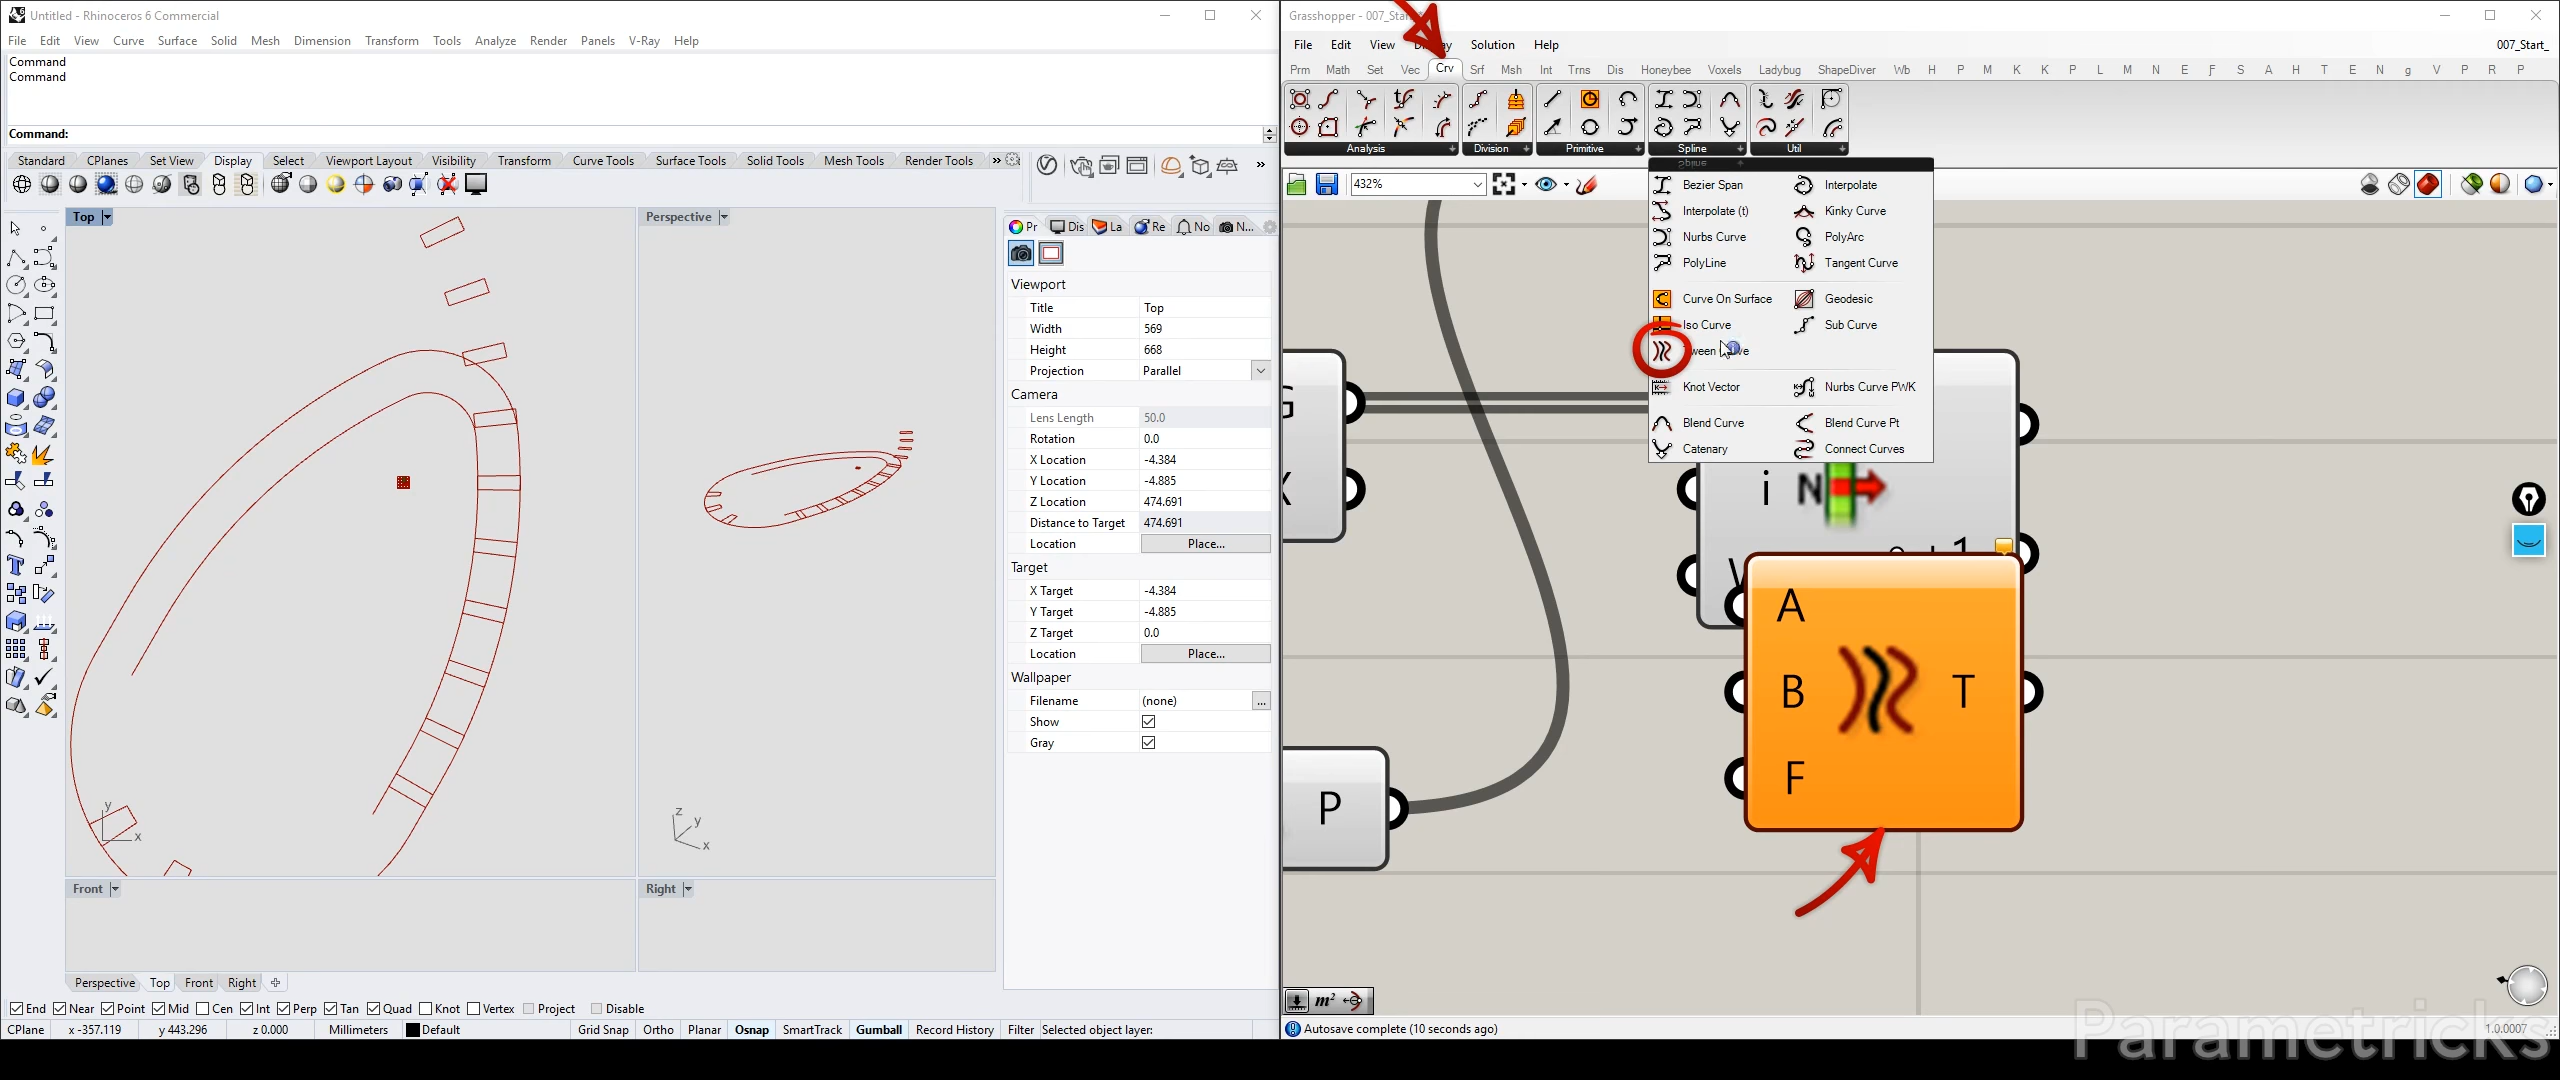 Untitled - Rhinoceros 6 Commercial
File Edit View Curve Surface Solid Mesh Dimension Transform Tools Analyze Render Panels V-Ray Help
Command
Command
Command:
Standard CPlanes Set View Display Select Viewport Layout Visibility Transform Curve Tools Surface Tools Solid Tools Mesh Tools Render Tools »
Top
Perspective
Pr Dis La Re No N...
Viewport
Title Top
Width 569
Height 668
Projection Parallel
Camera
Lens Length 50.0
Rotation 0.0
X Location -4.384
Y Location -4.885
Z Location 474.691
Distance to Target 474.691
Location Place...
Target
X Target -4.384
Y Target -4.885
Z Target 0.0
Location Place...
Wallpaper
Filename (none) ...
Show
Gray
y
x
z
y
x
Front
Right
Perspective Top Front Right
End Near Point Mid Cen Int Perp Tan Quad Knot Vertex Project Disable
CPlane x -357.119 y 443.296 z 0.000 Millimeters Default Grid Snap Ortho Planar Osnap SmartTrack Gumball Record History Filter Selected object layer:
Grasshopper - 007_Star
File Edit View Solution Help
007_Start_
Prm Math Set Vec Crv Srf Msh Int Trns Dis Honeybee Voxels Ladybug ShapeDiver Wb H P M K K P L M N E F S A H T E N g V P R P
Analysis Division Primitive Spline Util
432%
Bezier Span Interpolate
Interpolate (t) Kinky Curve
Nurbs Curve PolyArc
PolyLine Tangent Curve
Curve On Surface Geodesic
Iso Curve Sub Curve
Knot Vector Nurbs Curve PWK
Blend Curve Blend Curve Pt
Catenary Connect Curves
i N
A
B T
F
P
m²
Autosave complete (10 seconds ago)
1.0.0007
Parametricks